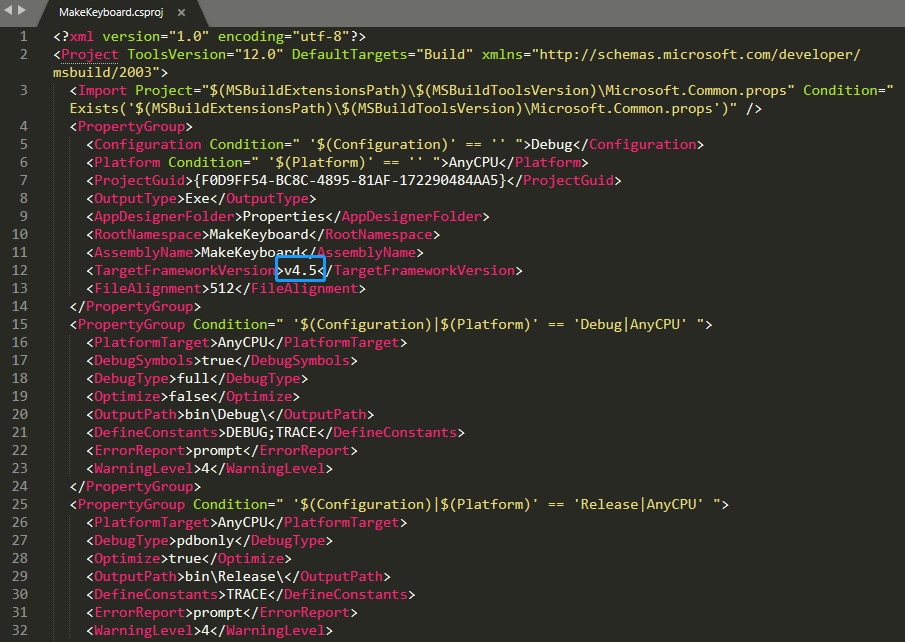 MakeKeyboard.csproj ×
1 <?xml version="1.0" encoding="utf-8"?>
2 <Project ToolsVersion="12.0" DefaultTargets="Build" xmlns="http://schemas.microsoft.com/developer/
msbuild/2003">
3 <Import Project="$(MSBuildExtensionsPath)\$(MSBuildToolsVersion)\Microsoft.Common.props" Condition="
Exists('$(MSBuildExtensionsPath)\$(MSBuildToolsVersion)\Microsoft.Common.props')" />
4 <PropertyGroup>
5 <Configuration Condition=" '$(Configuration)' == '' ">Debug</Configuration>
6 <Platform Condition=" '$(Platform)' == '' ">AnyCPU</Platform>
7 <ProjectGuid>{F0D9FF54-BC8C-4895-81AF-172290484AA5}</ProjectGuid>
8 <OutputType>Exe</OutputType>
9 <AppDesignerFolder>Properties</AppDesignerFolder>
10 <RootNamespace>MakeKeyboard</RootNamespace>
11 <AssemblyName>MakeKeyboard</AssemblyName>
12 <TargetFrameworkVersion>v4.5</TargetFrameworkVersion>
13 <FileAlignment>512</FileAlignment>
14 </PropertyGroup>
15 <PropertyGroup Condition=" '$(Configuration)|$(Platform)' == 'Debug|AnyCPU' ">
16 <PlatformTarget>AnyCPU</PlatformTarget>
17 <DebugSymbols>true</DebugSymbols>
18 <DebugType>full</DebugType>
19 <Optimize>false</Optimize>
20 <OutputPath>bin\Debug\</OutputPath>
21 <DefineConstants>DEBUG;TRACE</DefineConstants>
22 <ErrorReport>prompt</ErrorReport>
23 <WarningLevel>4</WarningLevel>
24 </PropertyGroup>
25 <PropertyGroup Condition=" '$(Configuration)|$(Platform)' == 'Release|AnyCPU' ">
26 <PlatformTarget>AnyCPU</PlatformTarget>
27 <DebugType>pdbonly</DebugType>
28 <Optimize>true</Optimize>
29 <OutputPath>bin\Release\</OutputPath>
30 <DefineConstants>TRACE</DefineConstants>
31 <ErrorReport>prompt</ErrorReport>
32 <WarningLevel>4</WarningLevel>